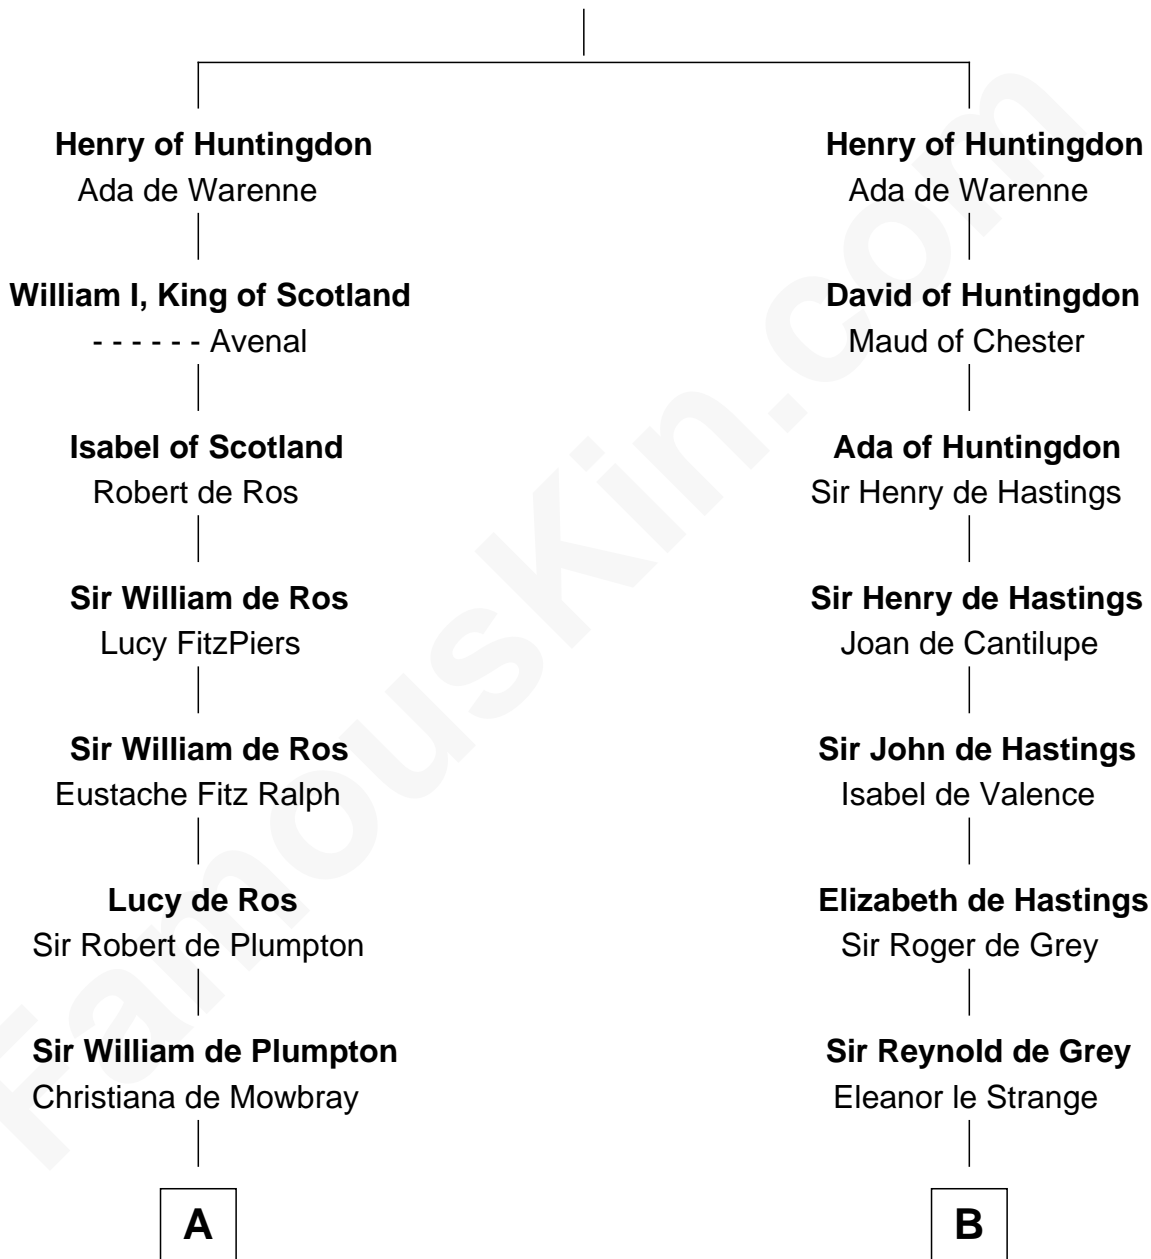 Henry of Huntingdon
Ada de Warenne
William I, King of Scotland
- - - - - - Avenal
Isabel of Scotland
Robert de Ros
Sir William de Ros
Lucy FitzPiers
Sir William de Ros
Eustache Fitz Ralph
Lucy de Ros
Sir Robert de Plumpton
Sir William de Plumpton
Christiana de Mowbray
A
Henry of Huntingdon
Ada de Warenne
David of Huntingdon
Maud of Chester
Ada of Huntingdon
Sir Henry de Hastings
Sir Henry de Hastings
Joan de Cantilupe
Sir John de Hastings
Isabel de Valence
Elizabeth de Hastings
Sir Roger de Grey
Sir Reynold de Grey
Eleanor le Strange
B
FamousKin.com